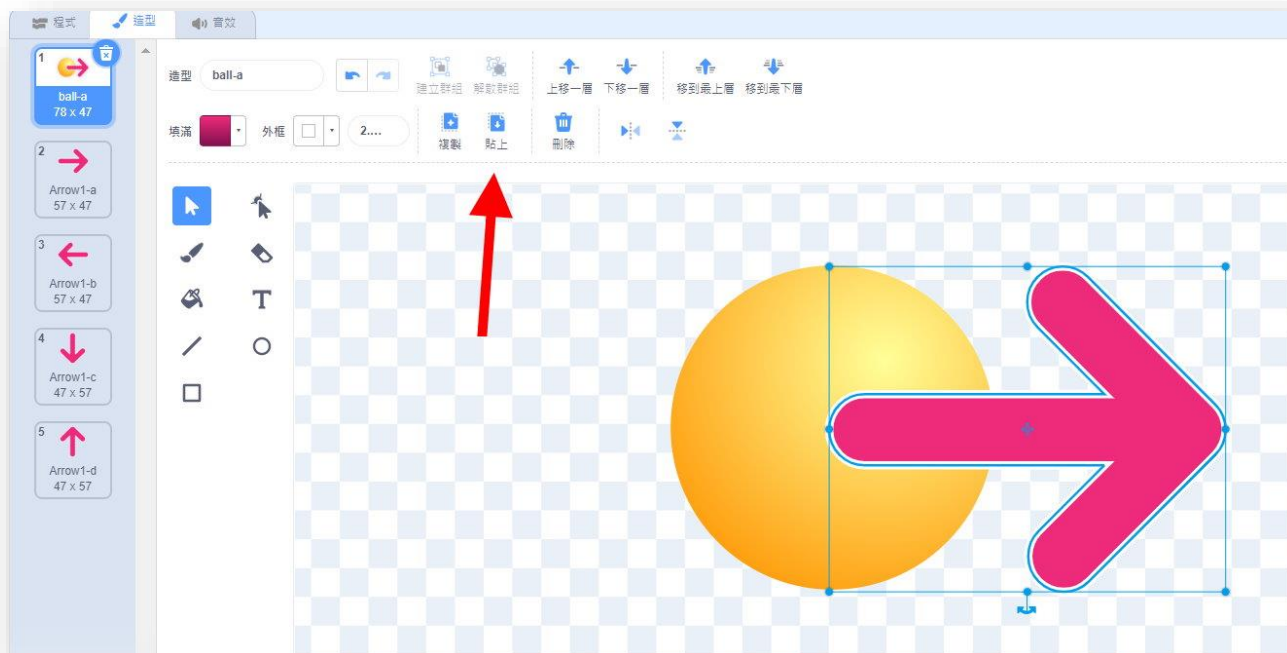 程式 造型 音效
造型 ball-a 建立群組 解散群組 上移一層 下移一層 移到最上層 移到最下層
填滿 外框 2.... 複製 貼上 刪除
1
ball-a
78 x 47
2
Arrow1-a
57 x 47
3
Arrow1-b
57 x 47
4
Arrow1-c
47 x 57
5
Arrow1-d
47 x 57
T